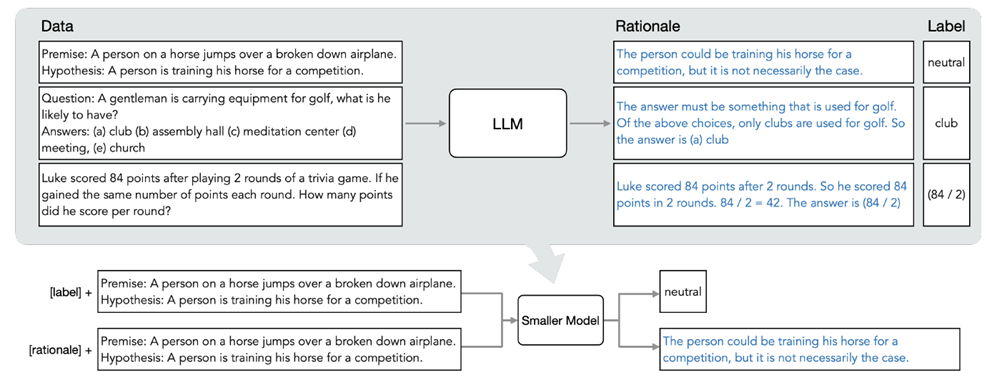 Data
Rationale
Label
Premise: A person on a horse jumps over a broken down airplane.
Hypothesis: A person is training his horse for a competition.
The person could be training his horse for a
competition, but it is not necessarily the case.
neutral
Question: A gentleman is carrying equipment for golf, what is he
likely to have?
Answers: (a) club (b) assembly hall (c) meditation center (d)
meeting, (e) church
LLM
The answer must be something that is used for golf.
Of the above choices, only clubs are used for golf. So
the answer is (a) club
club
Luke scored 84 points after playing 2 rounds of a trivia game. If he
gained the same number of points each round. How many points
did he score per round?
Luke scored 84 points after 2 rounds. So he scored 84
points in 2 rounds. 84 / 2 = 42. The answer is (84 / 2)
(84 / 2)
[label] +
Premise: A person on a horse jumps over a broken down airplane.
Hypothesis: A person is training his horse for a competition.
neutral
Smaller Model
[rationale] +
Premise: A person on a horse jumps over a broken down airplane.
Hypothesis: A person is training his horse for a competition.
The person could be training his horse for a
competition, but it is not necessarily the case.